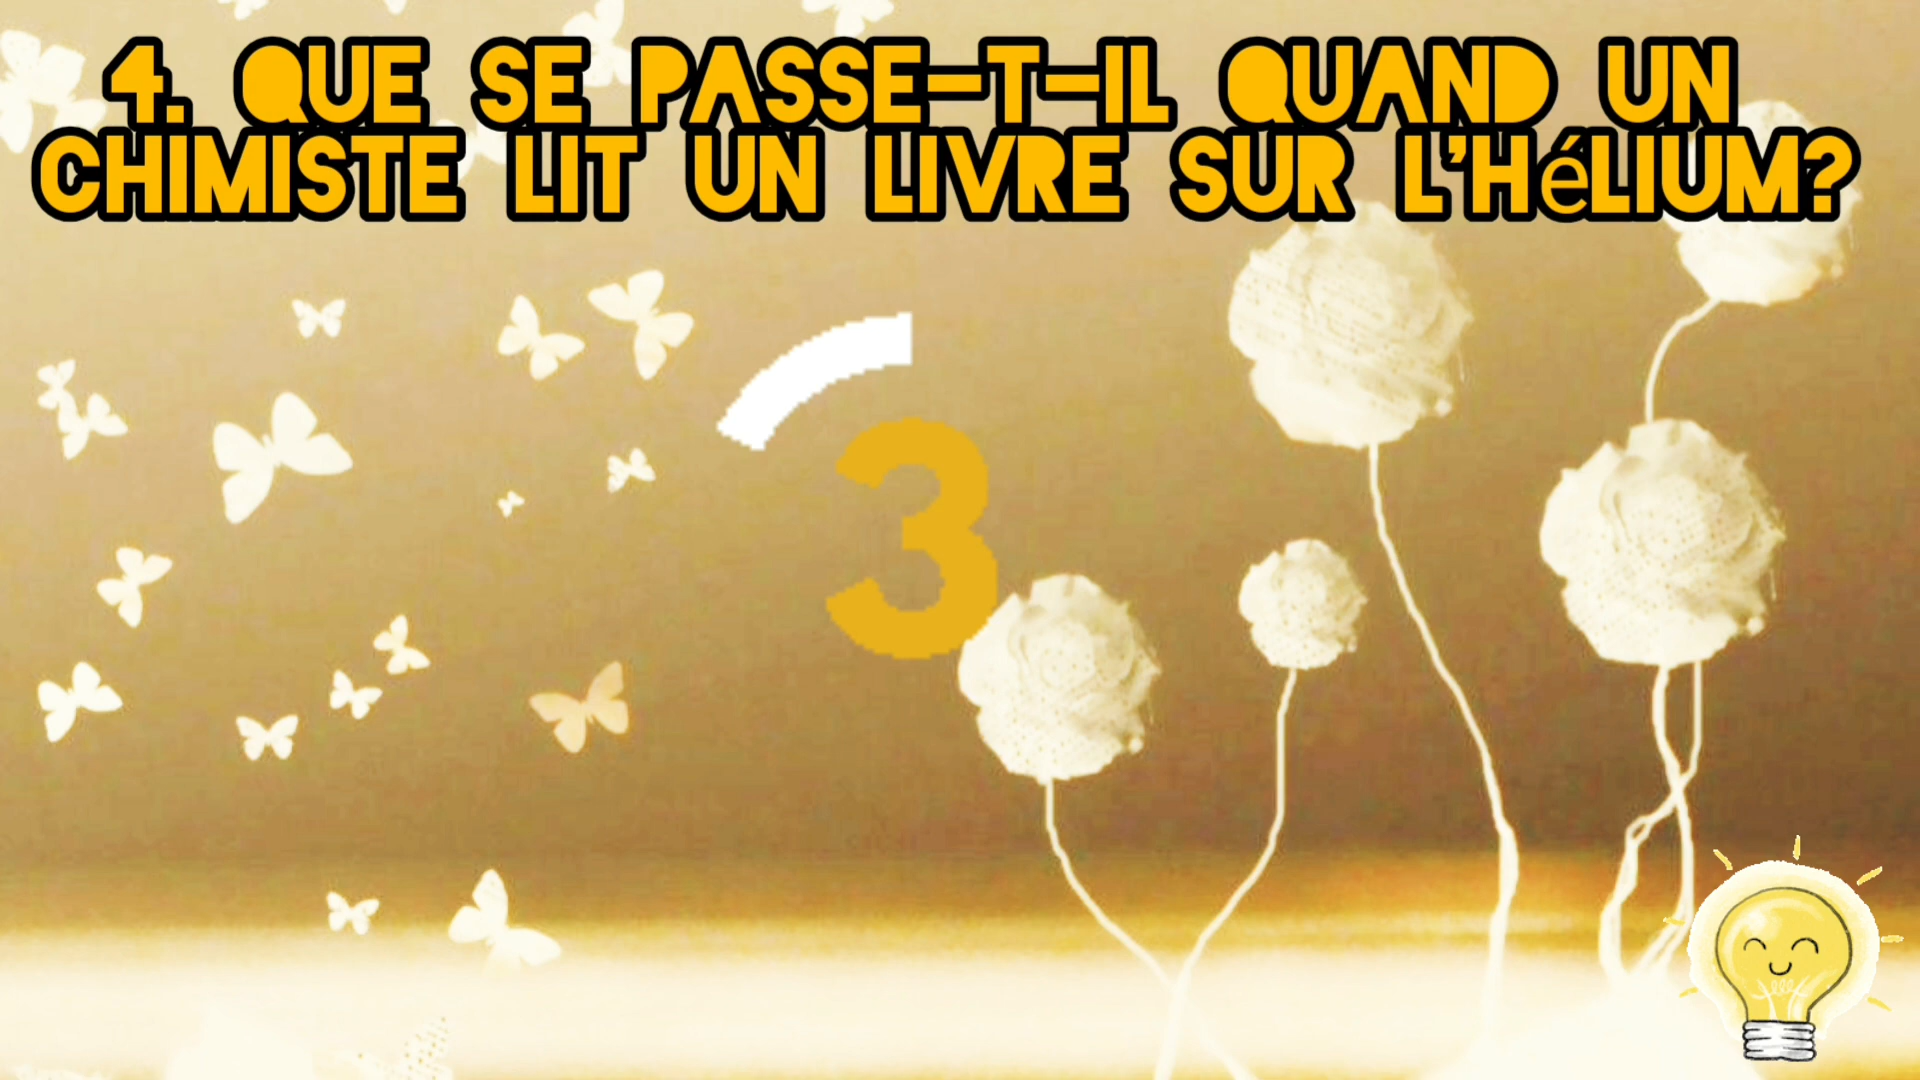 4. QUE SE PASSE-T-IL QUAND UN
CHIMISTE LIT UN LIVRE SUR L'HéLIUM?
3